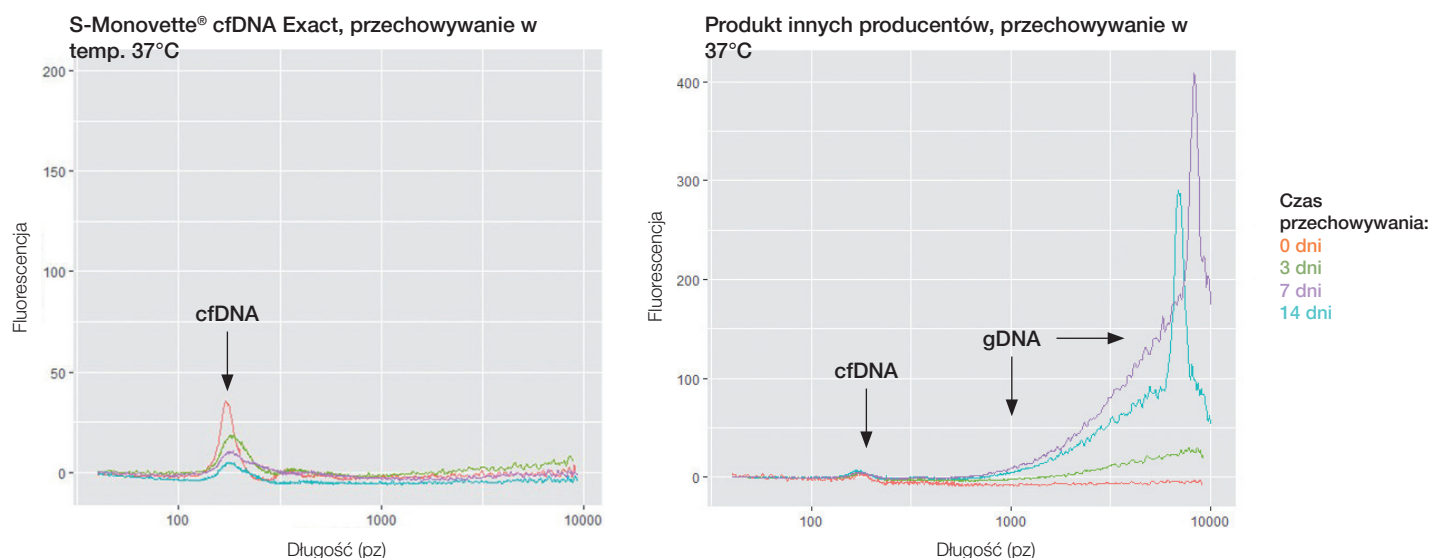 S-Monovette® cfDNA Exact, przechowywanie w
temp. 37°C
200
150
100
50
0
Fluorescencja
cfDNA
100
1000
10000
Długość (pz)
Produkt innych producentów, przechowywanie w
37°C
400
300
200
100
0
Fluorescencja
cfDNA
gDNA
100
1000
10000
Długość (pz)
Czas
przechowywania:
0 dni
3 dni
7 dni
14 dni